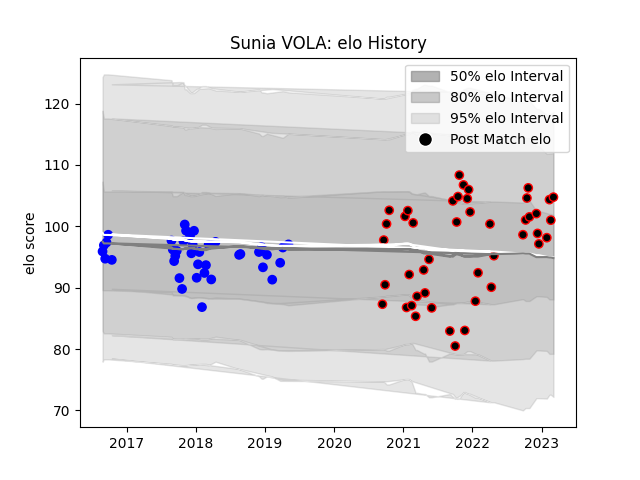 Sunia VOLA: elo History
50% elo Interval
80% elo Interval
95% elo Interval
Post Match elo
elo score
120
110
100
90
80
70
2017 2018 2019 2020 2021 2022 2023